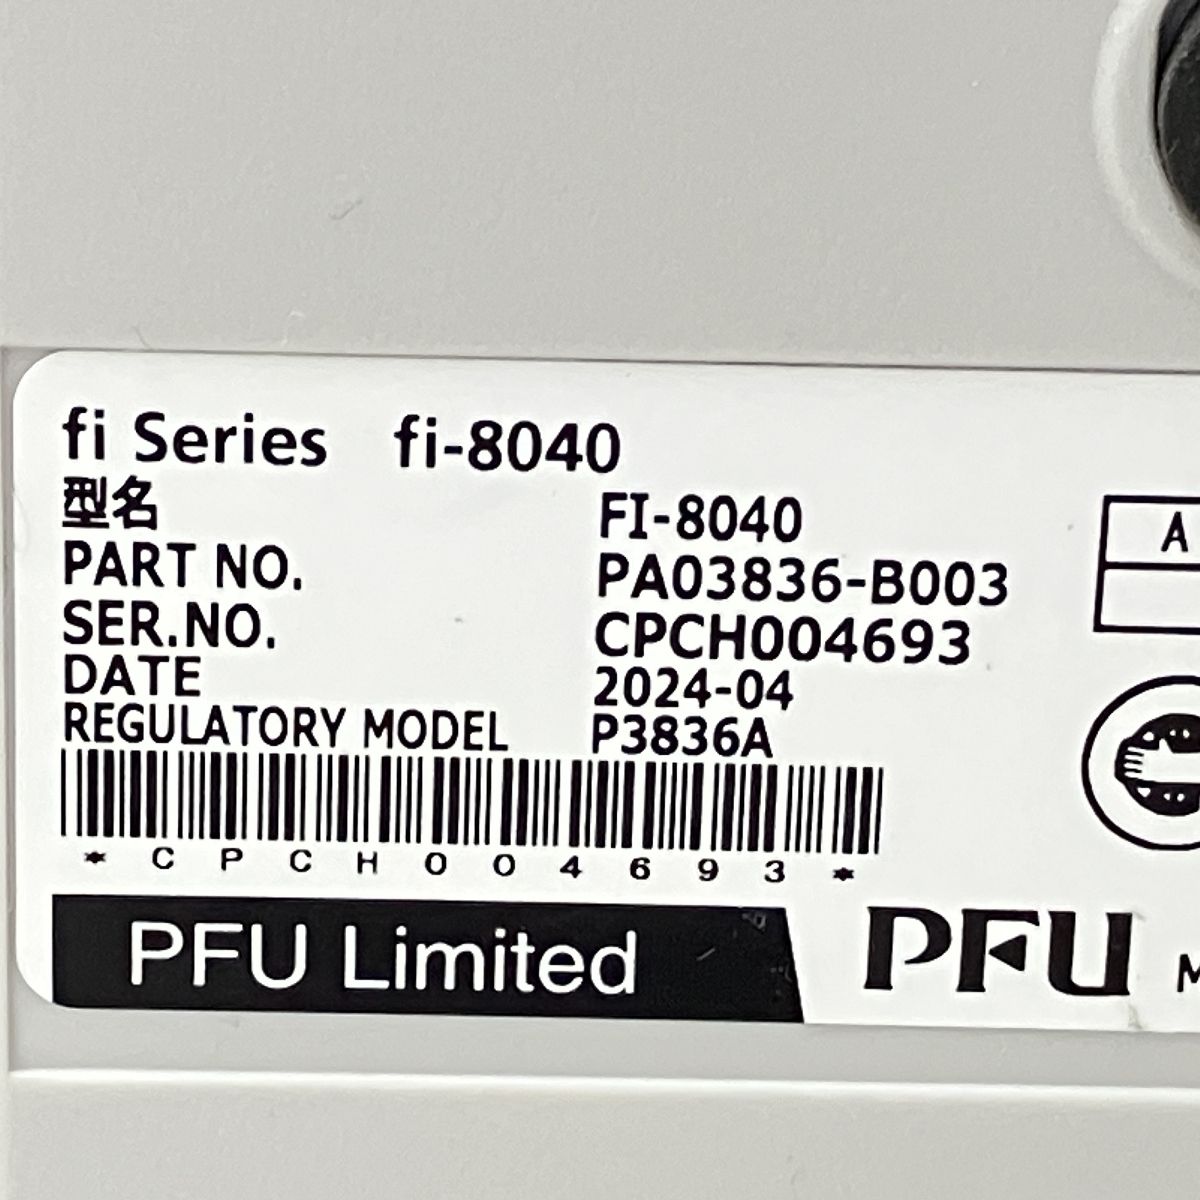 fi Series fi-8040
型名 FI-8040
PART NO. PA03836-B003
SER.NO. CPCH004693
DATE 2024-04
REGULATORY MODEL P3836A
*CPCH004693*
PFU Limited
PFU
A
M